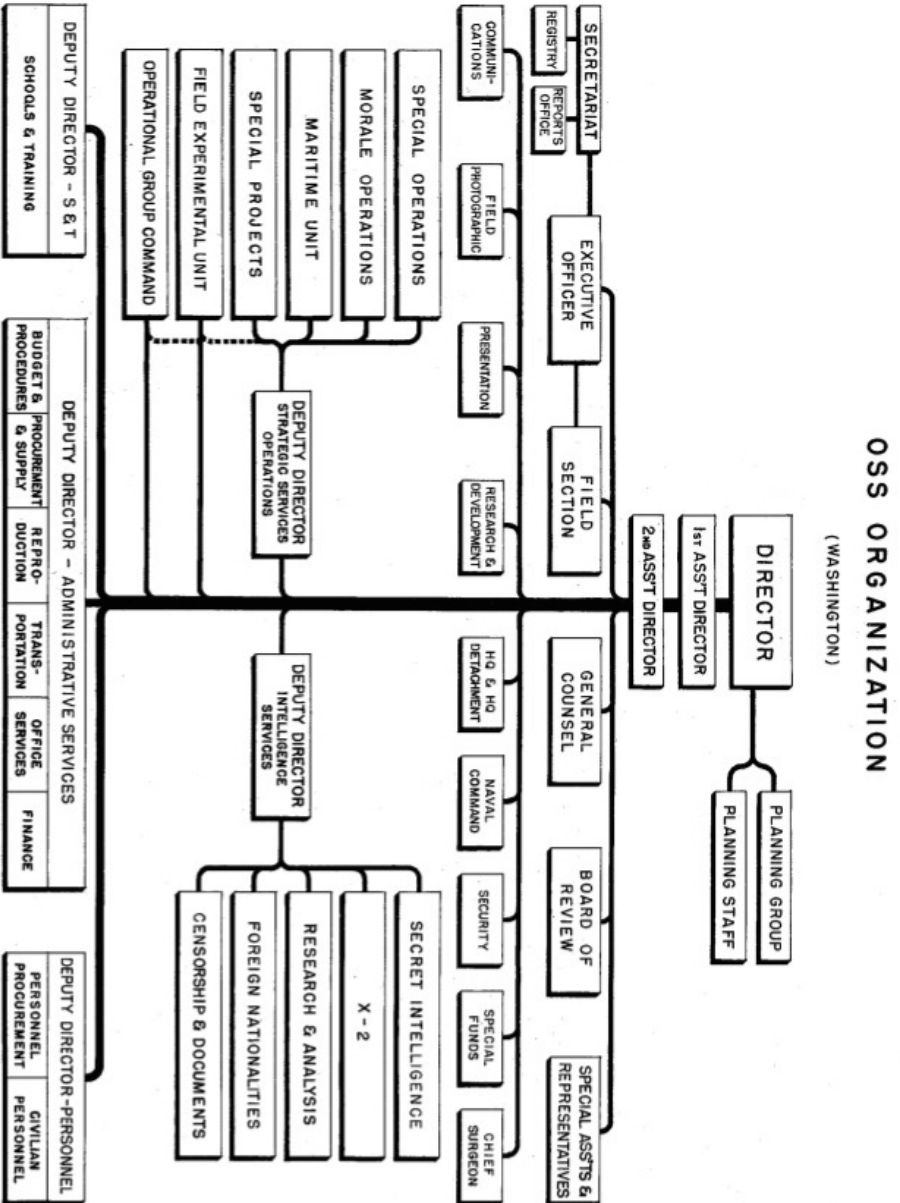 OSS ORGANIZATION
(WASHINGTON)
DIRECTOR
PLANNING GROUP
PLANNING STAFF
1ST ASS'T DIRECTOR
2ND ASS'T DIRECTOR
SECRETARIAT
REGISTRY
REPORTS
OFFICE
EXECUTIVE
OFFICER
FIELD
SECTION
GENERAL
COUNSEL
BOARD OF
REVIEW
SPECIAL ASS'TS &
REPRESENTATIVES
COMMUNI-
CATIONS
FIELD
PHOTOGRAPHIC
PRESENTATION
RESEARCH &
DEVELOPMENT
HQ & HQ
DETACHMENT
NAVAL
COMMAND
SECURITY
SPECIAL
FUNDS
CHIEF
SURGEON
SPECIAL OPERATIONS
MORALE OPERATIONS
MARITIME UNIT
SPECIAL PROJECTS
FIELD EXPERIMENTAL UNIT
OPERATIONAL GROUP COMMAND
DEPUTY DIRECTOR
STRATEGIC SERVICES
OPERATIONS
DEPUTY DIRECTOR
INTELLIGENCE
SERVICES
SECRET INTELLIGENCE
X-2
RESEARCH & ANALYSIS
FOREIGN NATIONALITIES
CENSORSHIP & DOCUMENTS
DEPUTY DIRECTOR - S & T
SCHOOLS & TRAINING
DEPUTY DIRECTOR - ADMINISTRATIVE SERVICES
BUDGET &
PROCEDURES
PROCUREMENT
& SUPPLY
REPRO-
DUCTION
TRANS-
PORTATION
OFFICE
SERVICES
FINANCE
DEPUTY DIRECTOR-PERSONNEL
PERSONNEL
PROCUREMENT
CIVILIAN
PERSONNEL